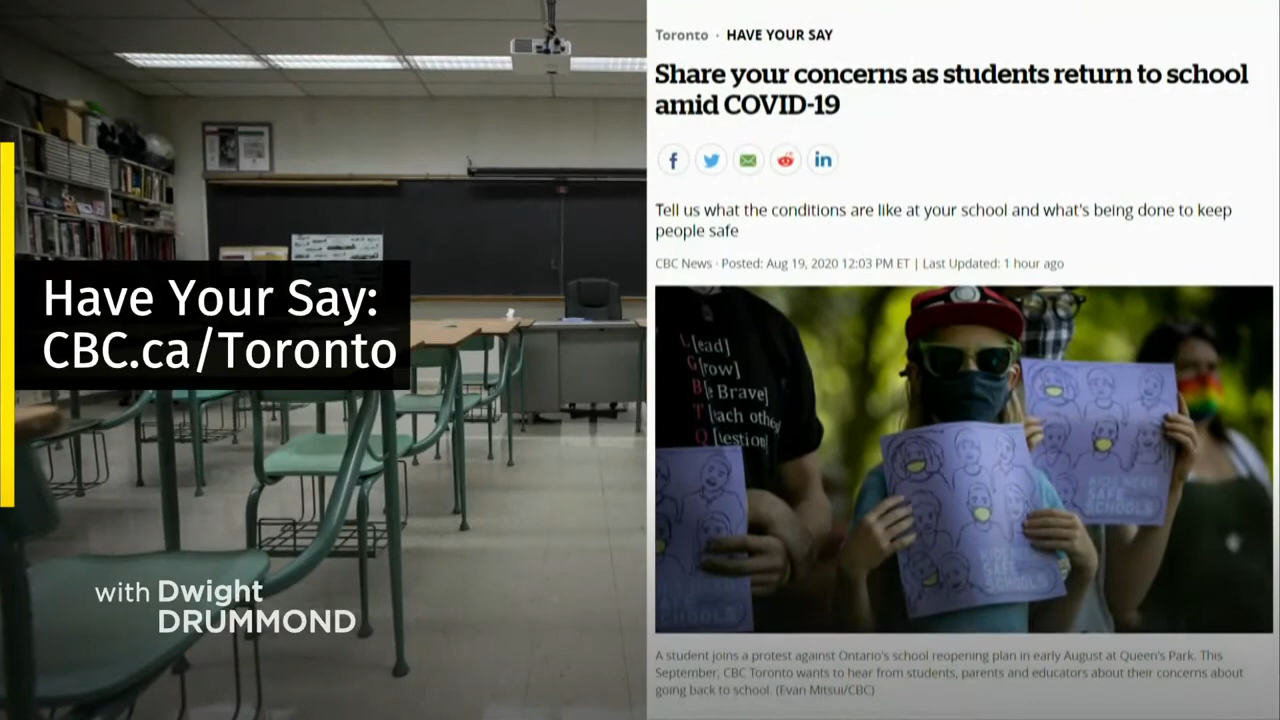 Have Your Say:
CBC.ca/Toronto
with Dwight
DRUMMOND
Toronto · HAVE YOUR SAY
Share your concerns as students return to school
amid COVID-19
Tell us what the conditions are like at your school and what's being done to keep
people safe
CBC News · Posted: Aug 19, 2020 12:03 PM ET | Last Updated: 1 hour ago
L[ead]
G[row]
B[e Brave]
T[each othe
Q[estion]
SAFE
SCHOOLS
SAFE
SCHOOLS
SCHOOLS
A student joins a protest against Ontario's school reopening plan in early August at Queen's Park. This
September, CBC Toronto wants to hear from students, parents and educators about their concerns about
going back to school. (Evan Mitsui/CBC)